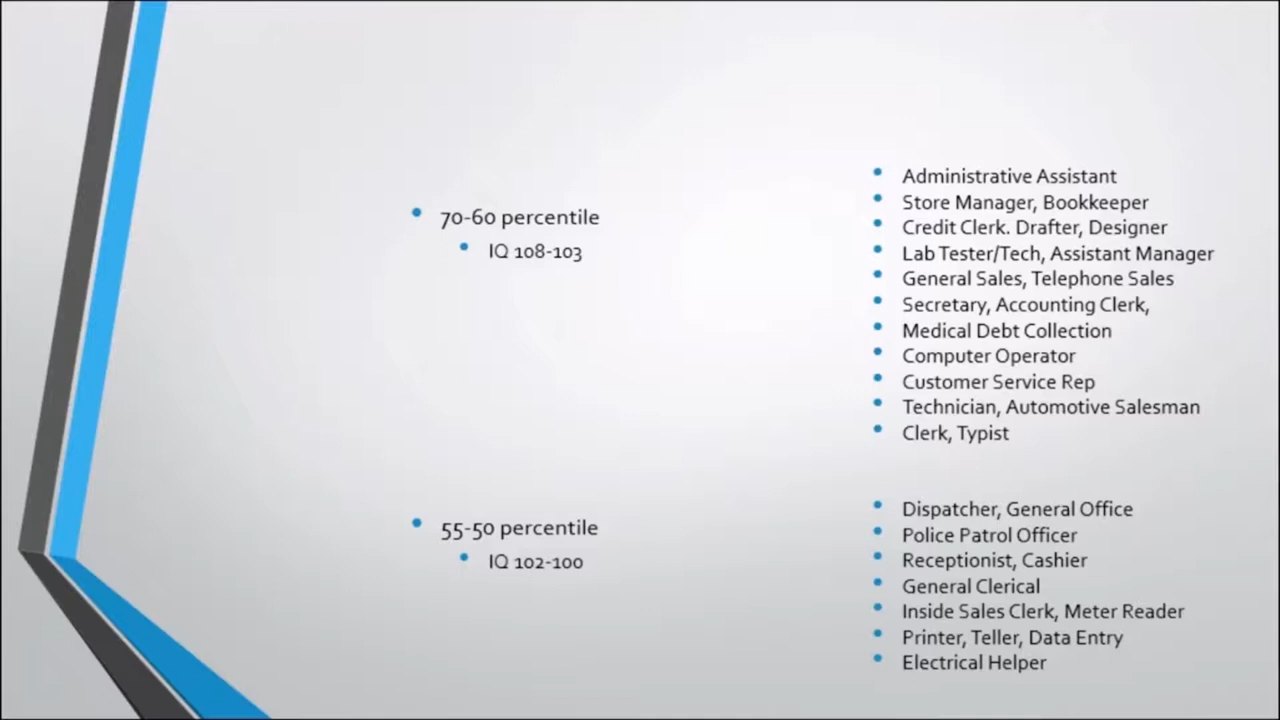 70-60 percentile
IQ 108-103
Administrative Assistant
Store Manager, Bookkeeper
Credit Clerk. Drafter, Designer
Lab Tester/Tech, Assistant Manager
General Sales, Telephone Sales
Secretary, Accounting Clerk,
Medical Debt Collection
Computer Operator
Customer Service Rep
Technician, Automotive Salesman
Clerk, Typist
55-50 percentile
IQ 102-100
Dispatcher, General Office
Police Patrol Officer
Receptionist, Cashier
General Clerical
Inside Sales Clerk, Meter Reader
Printer, Teller, Data Entry
Electrical Helper